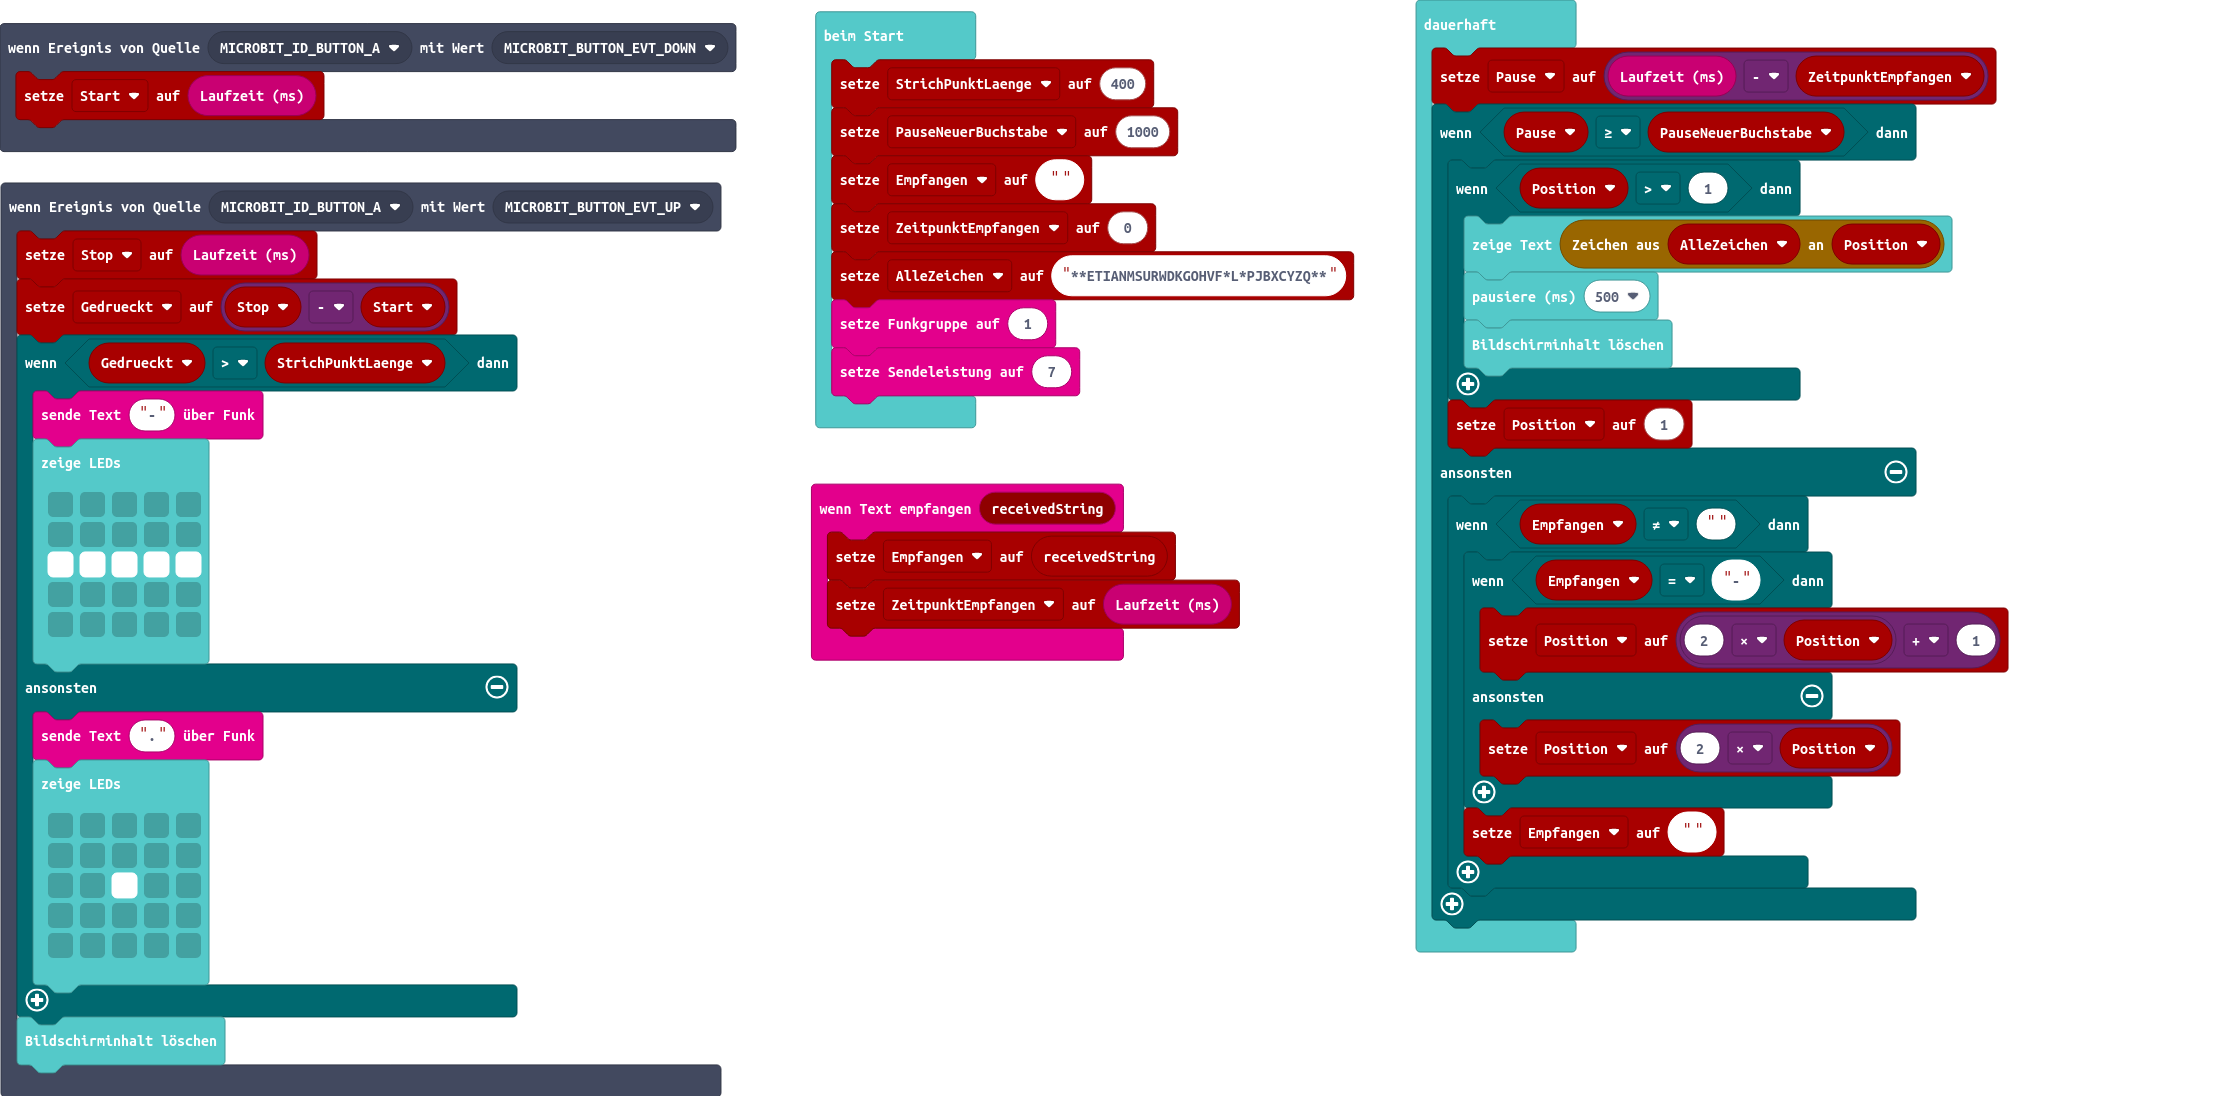 wenn Ereignis von Quelle MICROBIT_ID_BUTTON_A mit Wert MICROBIT_BUTTON_EVT_DOWN
setze Start auf Laufzeit (ms)
wenn Ereignis von Quelle MICROBIT_ID_BUTTON_A mit Wert MICROBIT_BUTTON_EVT_UP
setze Stop auf Laufzeit (ms)
setze Gedrueckt auf Stop - Start
wenn Gedrueckt > StrichPunktLaenge dann
sende Text "-" über Funk
zeige LEDs
ansonsten
sende Text "." über Funk
zeige LEDs
Bildschirminhalt löschen
beim Start
setze StrichPunktLaenge auf 400
setze PauseNeuerBuchstabe auf 1000
setze Empfangen auf ""
setze ZeitpunktEmpfangen auf 0
setze AlleZeichen auf "**ETIANMSURWDKGOHVF*L*PJBXCYZQ**"
setze Funkgruppe auf 1
setze Sendeleistung auf 7
wenn Text empfangen receivedString
setze Empfangen auf receivedString
setze ZeitpunktEmpfangen auf Laufzeit (ms)
dauerhaft
setze Pause auf Laufzeit (ms) - ZeitpunktEmpfangen
wenn Pause ≥ PauseNeuerBuchstabe dann
wenn Position > 1 dann
zeige Text Zeichen aus AlleZeichen an Position
pausiere (ms) 500
Bildschirminhalt löschen
setze Position auf 1
ansonsten
wenn Empfangen ≠ "" dann
wenn Empfangen = "-" dann
setze Position auf 2 × Position + 1
ansonsten
setze Position auf 2 × Position
setze Empfangen auf ""